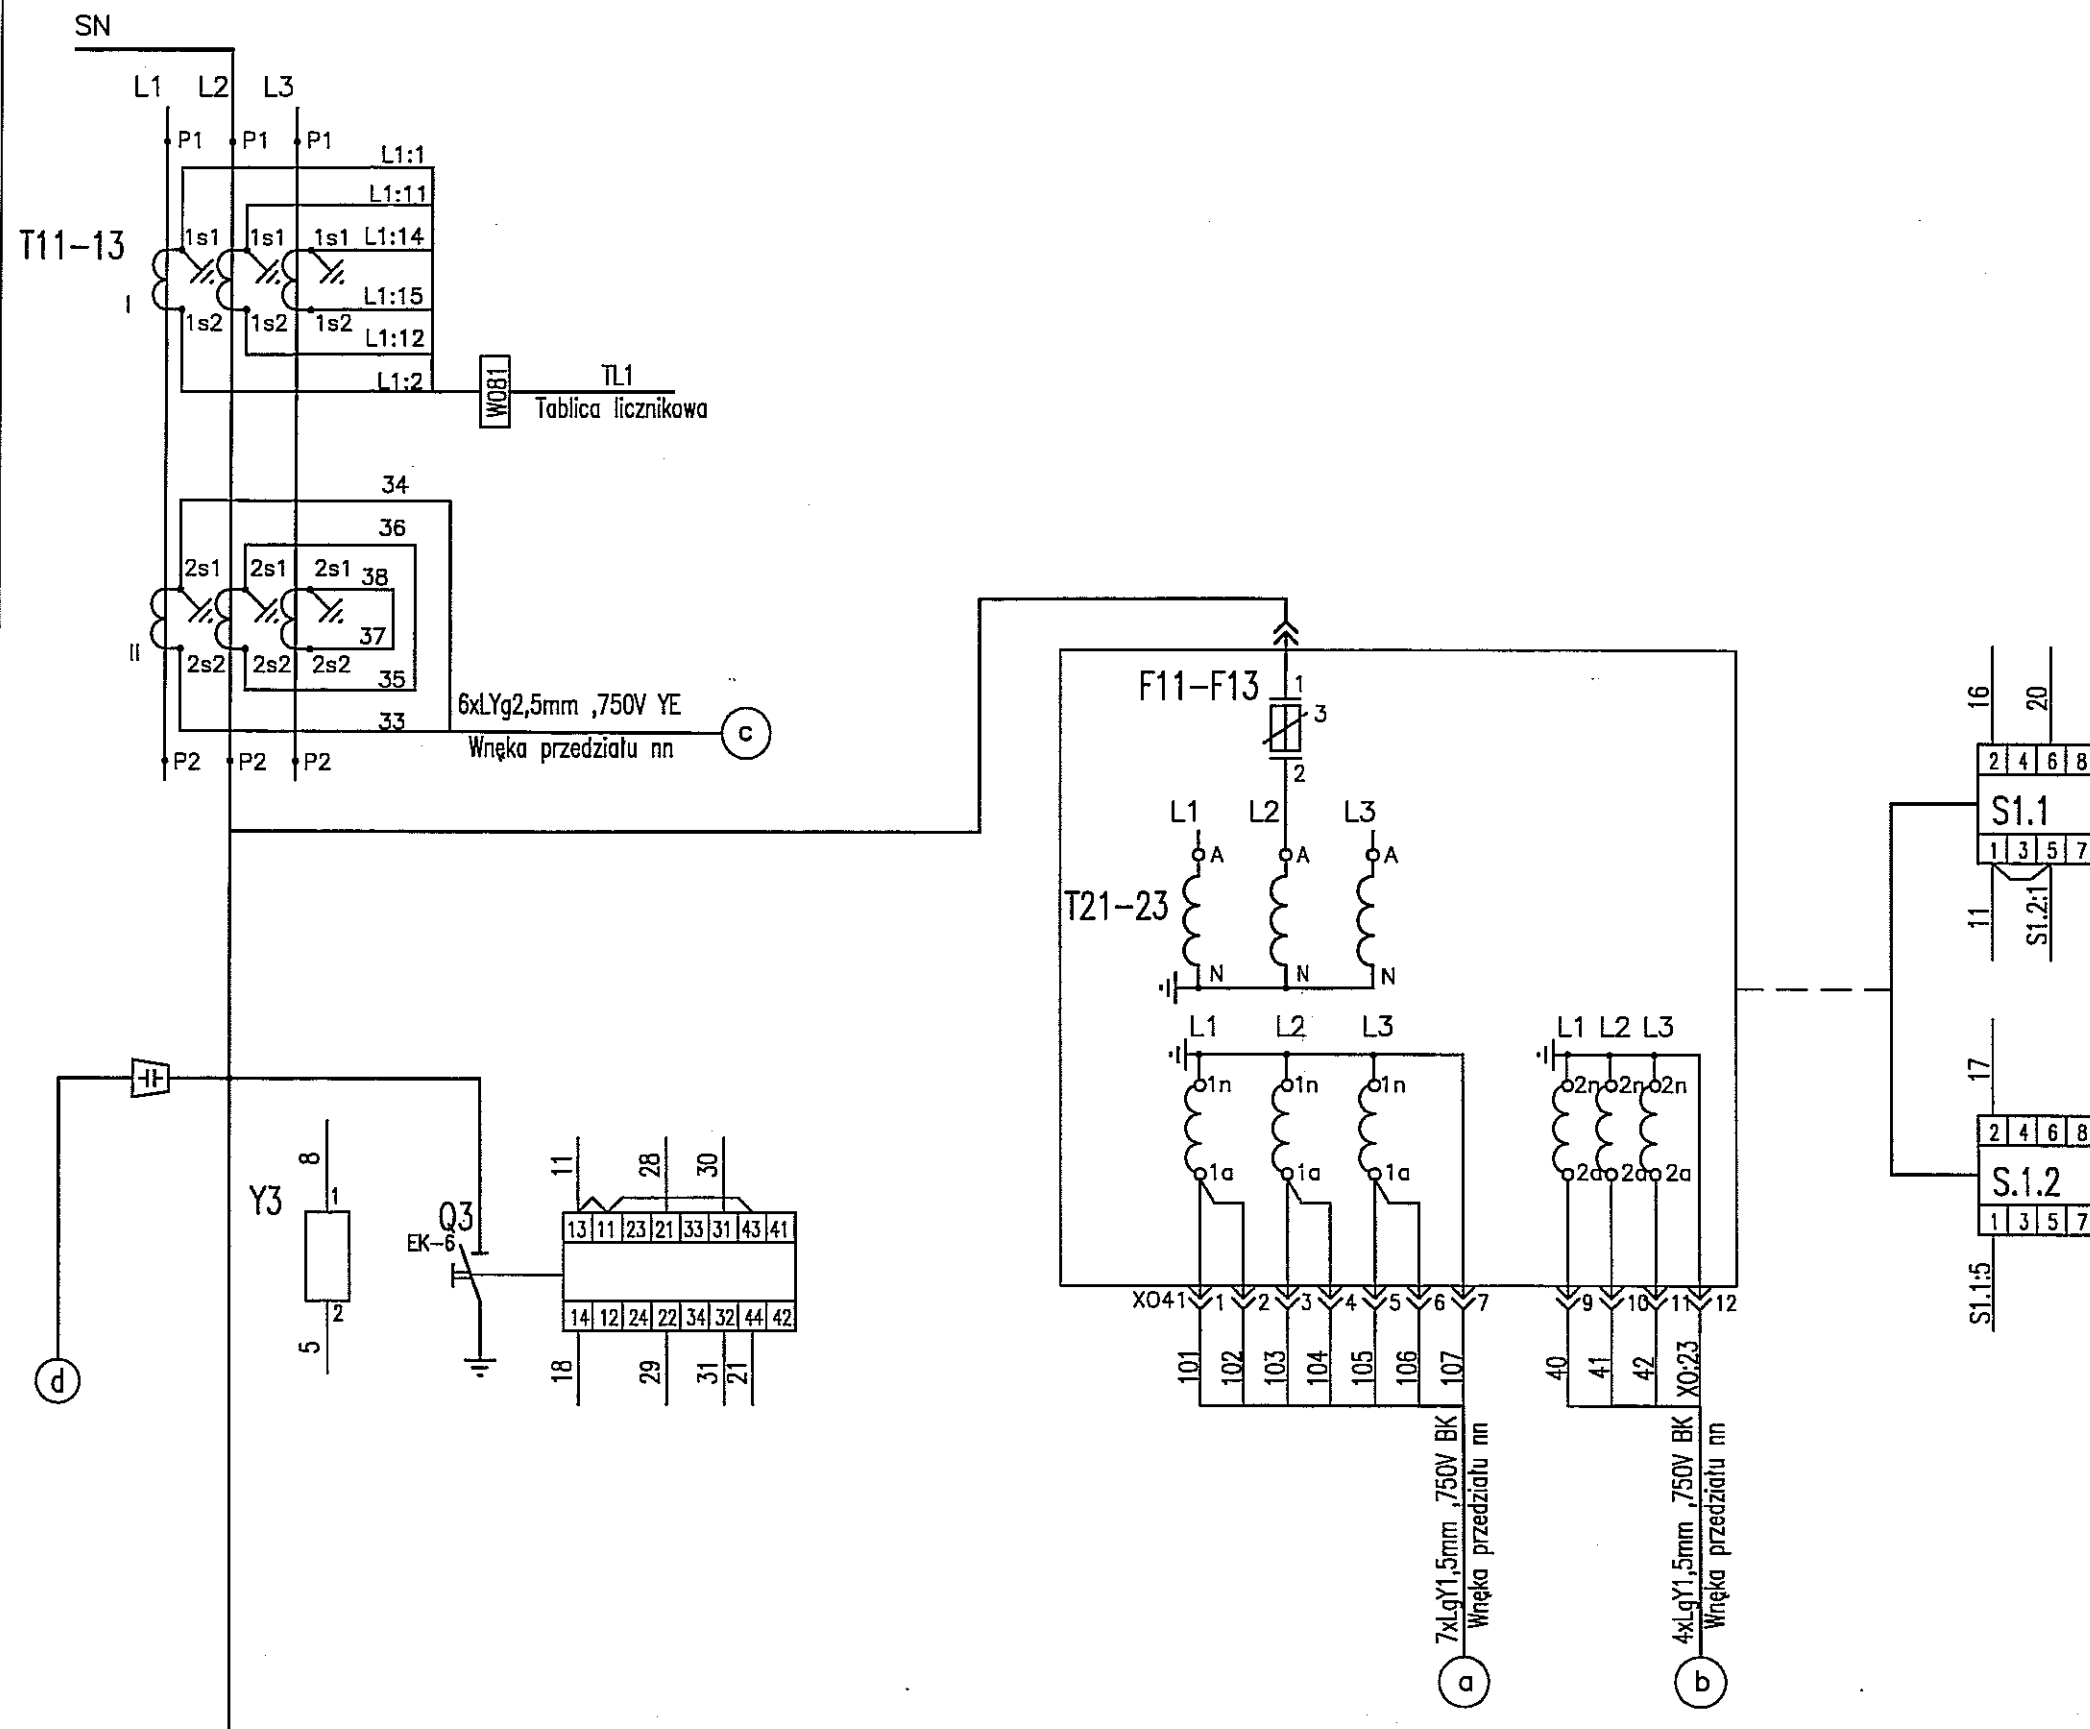 SN
L1 L2 L3
P1 P1 P1
L1:1
L1:11
T11-13
1s1 1s1 1s1 L1:14
I
L1:15
1s2 1s2 1s2
L1:12
L1:2
W081
TL1
Tablica licznikowa
34
36
2s1 2s1 2s1 38
37
II
2s2 2s2 2s2
35
33
6xLYg2,5mm ,750V YE
Wnęka przedziału nn
c
P2 P2 P2
F11-F13
1
3
2
L1 L2 L3
A A A
T21-23
N N N
L1 L2 L3
1n 1n 1n
1a 1a 1a
L1 L2 L3
2n 2n 2n
2a 2a 2a
X041 1 2 3 4 5 6 7
9 10 11 12
101 102 103 104 105 106 107
40 41 42 X0:23
7xLgY1,5mm ,750V BK
Wnęka przedziału nn
4xLgY1,5mm ,750V BK
Wnęka przedziału nn
a
b
16 20
2 4 6 8
S1.1
1 3 5 7
11 S1.2:1
17
2 4 6 8
S.1.2
1 3 5 7
S1.1:5
d
8
Y3
1
2
5
Q3
EK-6
11 28 30
13 11 23 21 33 31 43 41
14 12 24 22 34 32 44 42
18 29 31 21